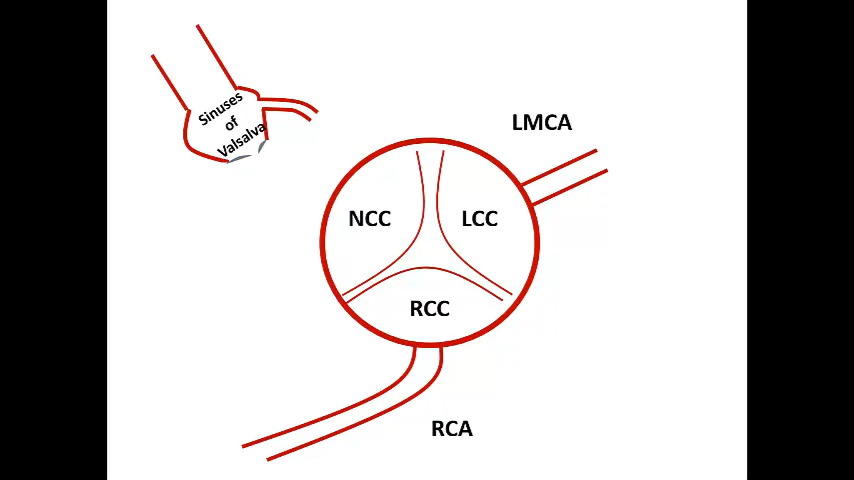 Sinuses
of
Valsalva
LMCA
NCC
LCC
RCC
RCA